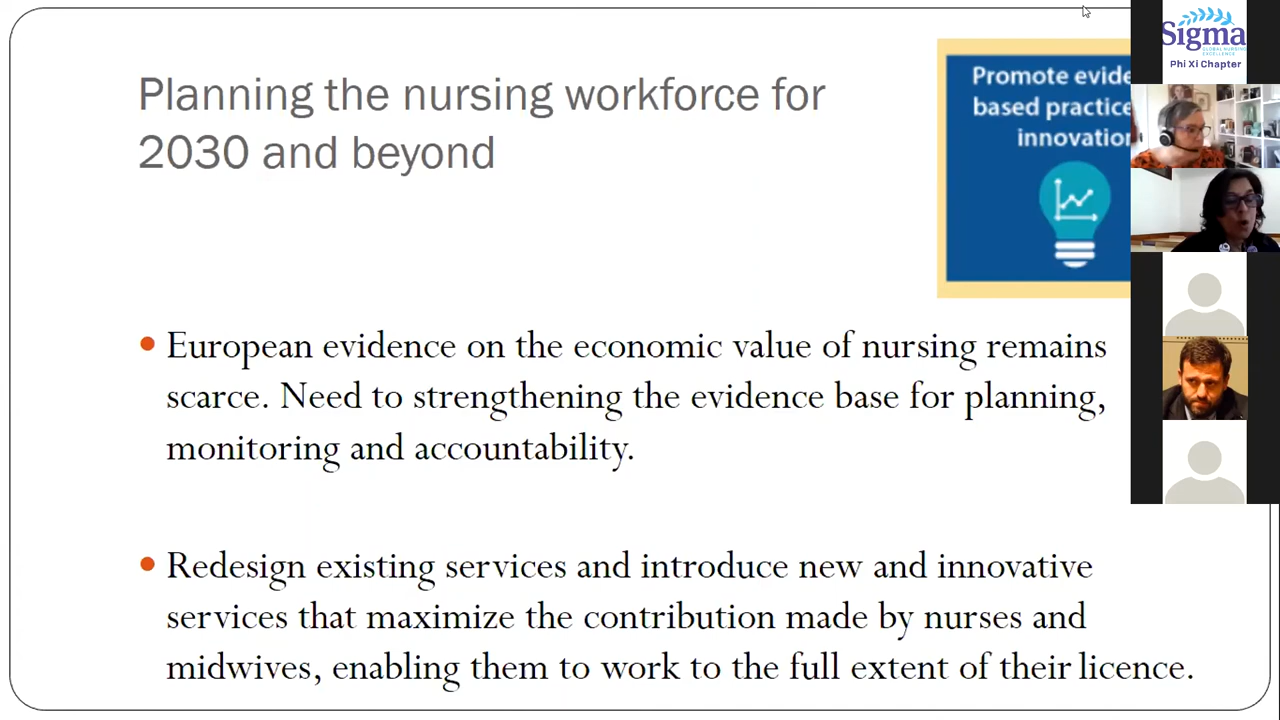 Planning the nursing workforce for
2030 and beyond
Promote
based practice
Sigma
GLOBAL NURSING
EXCELLENCE
Phi Xi Chapter
• European evidence on the economic value of nursing remains
scarce. Need to strengthening the evidence base for planning,
monitoring and accountability.
• Redesign existing services and introduce new and innovative
services that maximize the contribution made by nurses and
midwives, enabling them to work to the full extent of their licence.